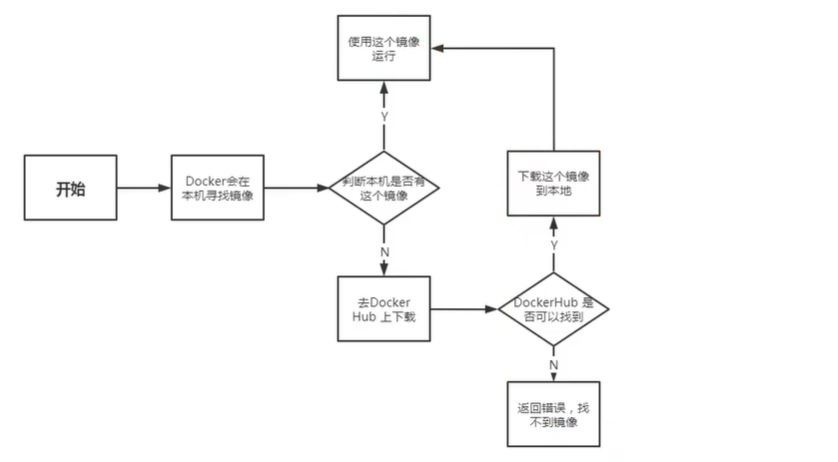 使用这个镜像
运行
Y
开始
Docker会在
本机寻找镜像
判断本机是否有
这个镜像
下载这个镜像
到本地
N
Y
去Docker
Hub 上下载
DockerHub 是
否可以找到
N
返回错误，找
不到镜像